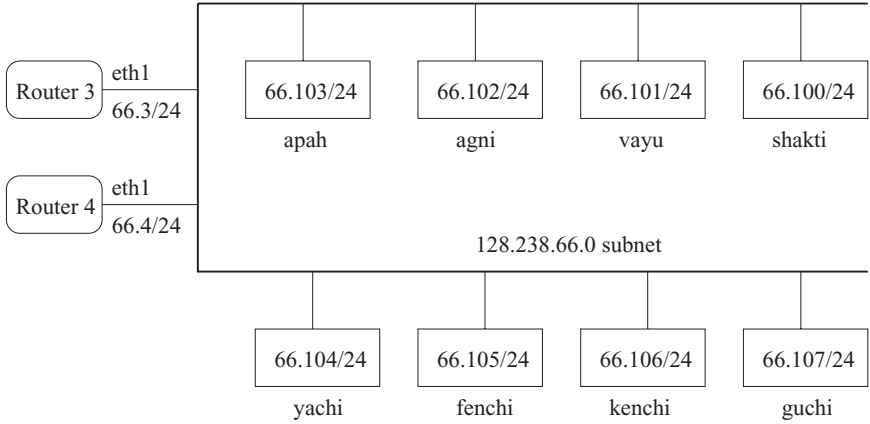 Router 3
eth1
66.3/24
66.103/24
66.102/24
66.101/24
66.100/24
apah
agni
vayu
shakti
Router 4
eth1
66.4/24
128.238.66.0 subnet
66.104/24
66.105/24
66.106/24
66.107/24
yachi
fenchi
kenchi
guchi